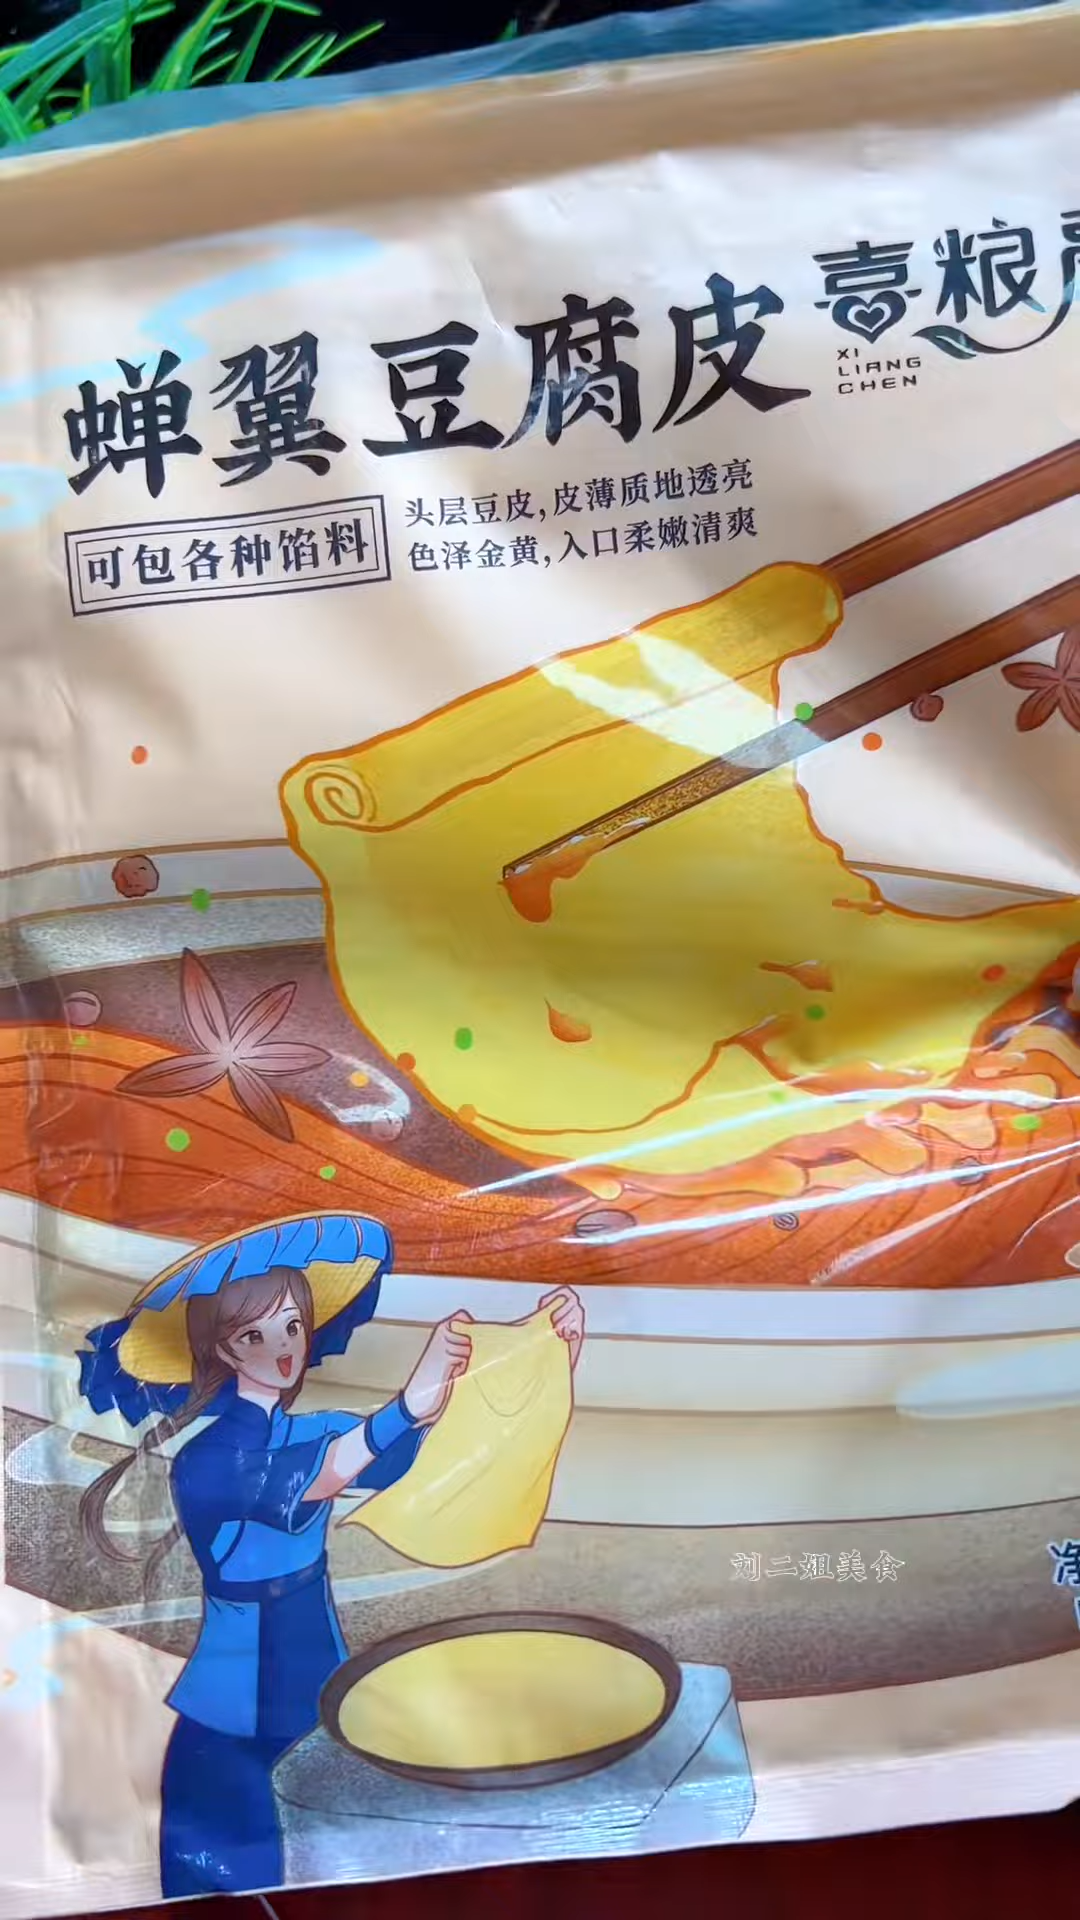 蝉翼豆腐皮
喜粮
XI
LIANG
CHEN
可包各种馅料
头层豆皮，皮薄质地透亮
色泽金黄，入口柔嫩清爽
刘二姐美食
净